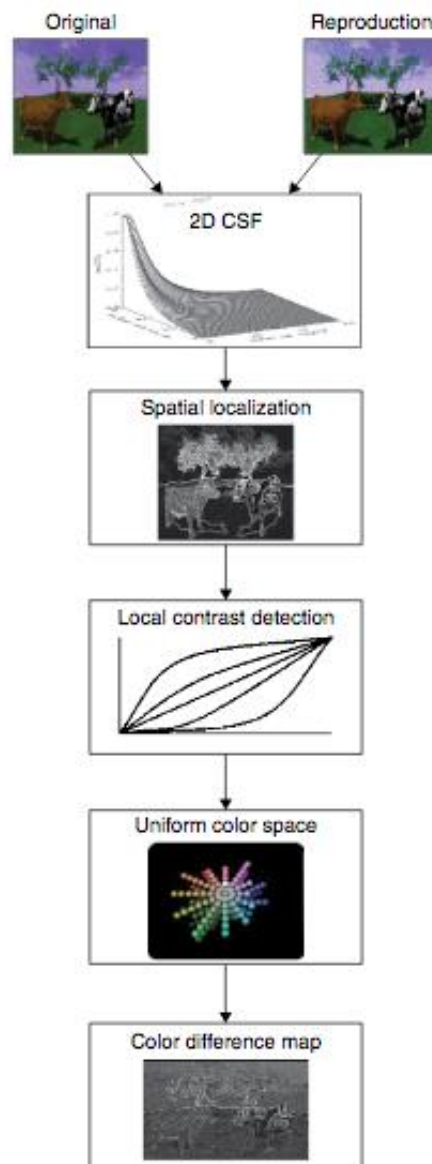 Original
Reproduction
2D CSF
Spatial localization
Local contrast detection
Uniform color space
Color difference map